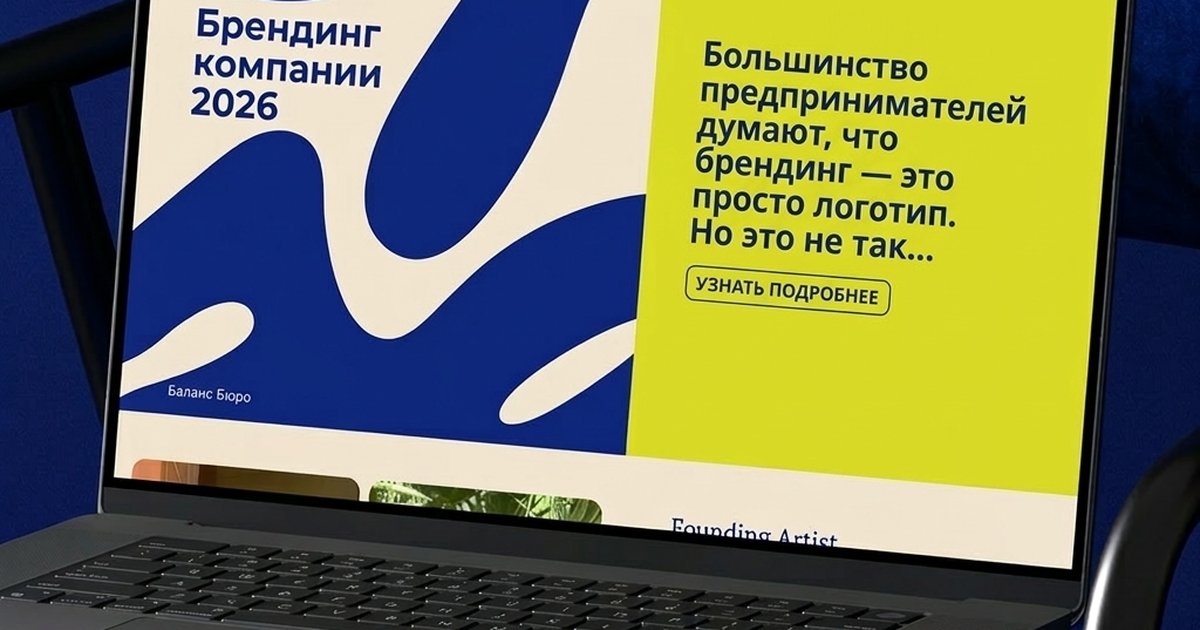 Брендинг
компании
2026
Баланс Бюро
Большинство
предпринимателей
думают, что
брендинг — это
просто логотип.
Но это не так...
УЗНАТЬ ПОДРОБНЕЕ
Founding Artist